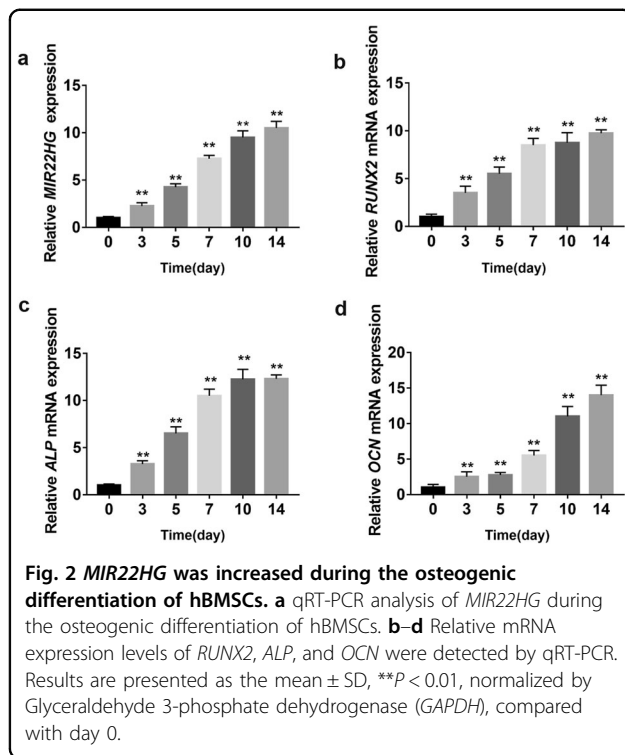 a
Relative MIR22HG expression
15
10
5
0
**
**
**
**
**
0 3 5 7 10 14
Time(day)
b
Relative RUNX2 mRNA expression
15
10
5
0
**
**
**
**
**
0 3 5 7 10 14
Time(day)
c
Relative ALP mRNA expression
15
10
5
0
**
**
**
**
**
0 3 5 7 10 14
Time(day)
d
Relative OCN mRNA expression
20
15
10
5
0
**
**
**
**
**
0 3 5 7 10 14
Time(day)
Fig. 2 MIR22HG was increased during the osteogenic
differentiation of hBMSCs. a qRT-PCR analysis of MIR22HG during
the osteogenic differentiation of hBMSCs. b–d Relative mRNA
expression levels of RUNX2, ALP, and OCN were detected by qRT-PCR.
Results are presented as the mean ± SD, **P < 0.01, normalized by
Glyceraldehyde 3-phosphate dehydrogenase (GAPDH), compared
with day 0.